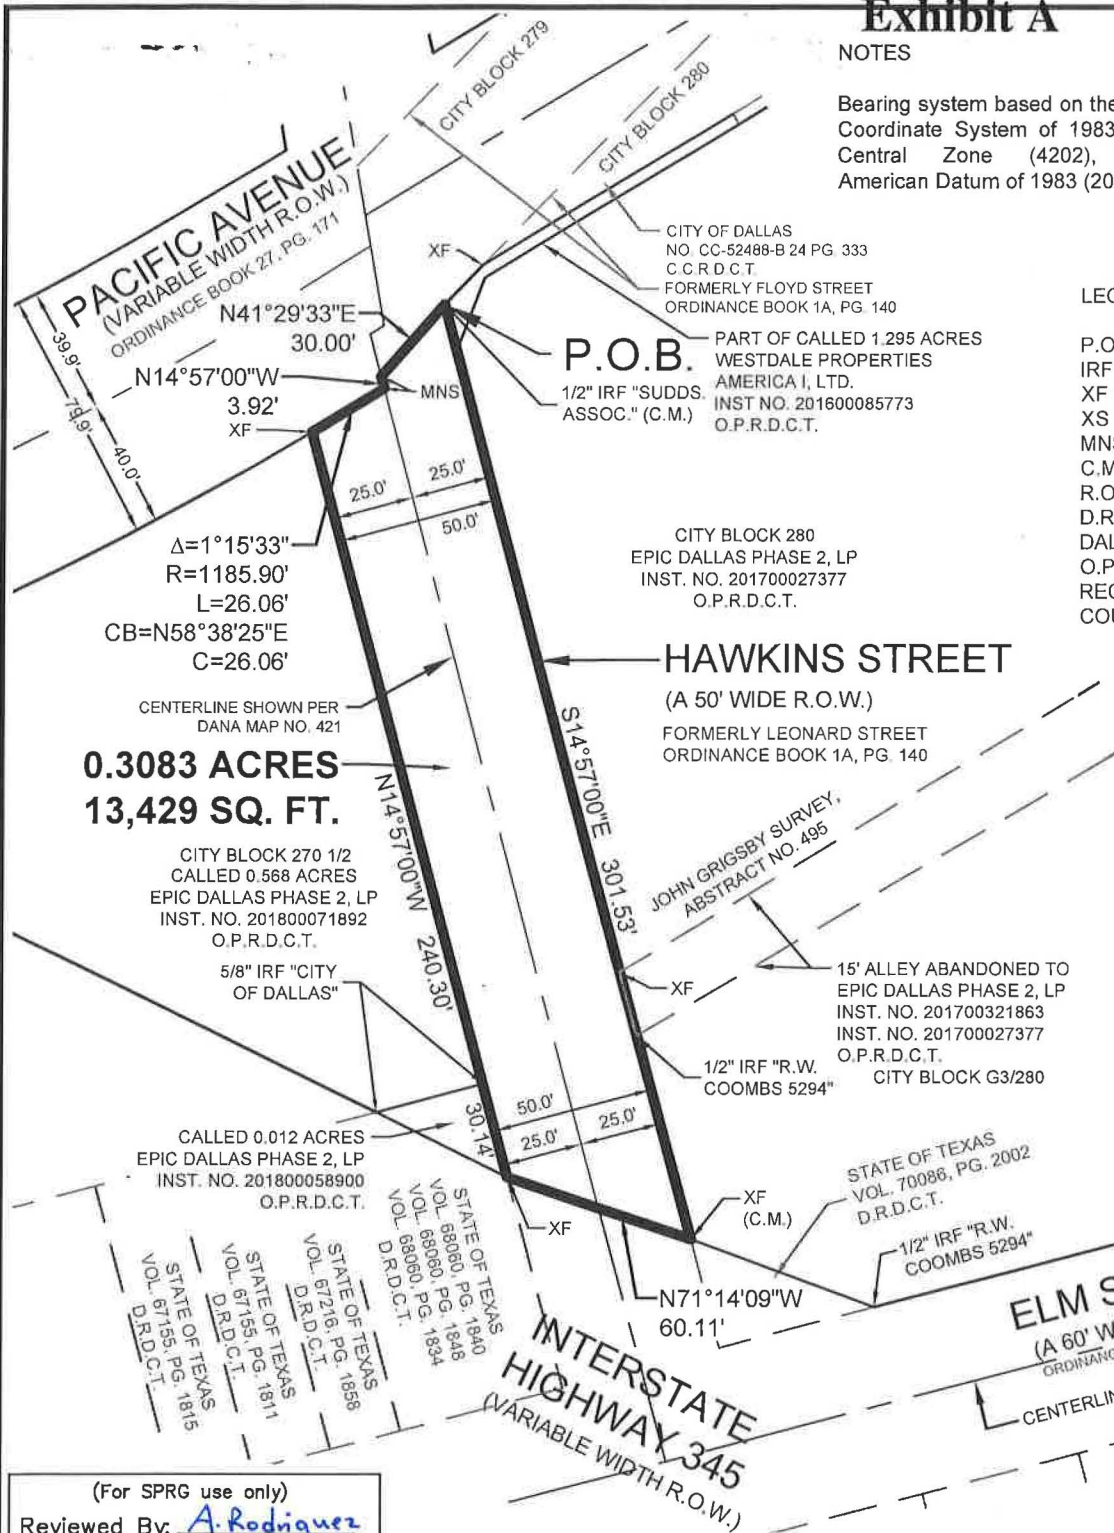 Exhibit A
NOTES
Bearing system based on the
Coordinate System of 1983
Central Zone (4202),
American Datum of 1983 (20
CITY BLOCK 279
CITY BLOCK 280
PACIFIC AVENUE
(VARIABLE WIDTH R.O.W.)
ORDINANCE BOOK 27, PG. 171
39.9'
79.9'
40.0'
XF
CITY OF DALLAS
NO. CC-52488-B 24 PG. 333
C.C.R.D.C.T.
FORMERLY FLOYD STREET
ORDINANCE BOOK 1A, PG. 140
LEG
P.O
IRF
XF
XS
MNS
C.M
R.O
D.R
DAL
O.P
REC
COU
N41°29'33"E
30.00'
N14°57'00"W
3.92'
XF
MNS
P.O.B.
1/2" IRF "SUDDS.
ASSOC." (C.M.)
PART OF CALLED 1.295 ACRES
WESTDALE PROPERTIES
AMERICA I, LTD.
INST NO. 201600085773
O.P.R.D.C.T.
25.0'
25.0'
50.0'
Δ=1°15'33"
R=1185.90'
L=26.06'
CB=N58°38'25"E
C=26.06'
CITY BLOCK 280
EPIC DALLAS PHASE 2, LP
INST. NO. 201700027377
O.P.R.D.C.T.
HAWKINS STREET
(A 50' WIDE R.O.W.)
FORMERLY LEONARD STREET
ORDINANCE BOOK 1A, PG. 140
CENTERLINE SHOWN PER
DANA MAP NO. 421
0.3083 ACRES
13,429 SQ. FT.
N14°57'00"W 240.30'
S14°57'00"E 301.53'
CITY BLOCK 270 1/2
CALLED 0.568 ACRES
EPIC DALLAS PHASE 2, LP
INST. NO. 201800071892
O.P.R.D.C.T.
JOHN GRIGSBY SURVEY,
ABSTRACT NO. 495
5/8" IRF "CITY
OF DALLAS"
XF
15' ALLEY ABANDONED TO
EPIC DALLAS PHASE 2, LP
INST. NO. 201700321863
INST. NO. 201700027377
O.P.R.D.C.T.
CITY BLOCK G3/280
1/2" IRF "R.W.
COOMBS 5294"
50.0'
25.0'
25.0'
30.14'
CALLED 0.012 ACRES
EPIC DALLAS PHASE 2, LP
INST. NO. 201800058900
O.P.R.D.C.T.
XF
XF
(C.M.)
STATE OF TEXAS
VOL. 70086, PG. 2002
D.R.D.C.T.
1/2" IRF "R.W.
COOMBS 5294"
N71°14'09"W
60.11'
STATE OF TEXAS
VOL. 67155, PG. 1815
D.R.D.C.T.
STATE OF TEXAS
VOL. 67155, PG. 1811
D.R.D.C.T.
STATE OF TEXAS
VOL. 67216, PG. 1858
D.R.D.C.T.
STATE OF TEXAS
VOL. 68060, PG. 1840
VOL. 68060, PG. 1848
VOL. 68060, PG. 1834
D.R.D.C.T.
INTERSTATE
HIGHWAY 345
(VARIABLE WIDTH R.O.W.)
ELM S
(A 60' W
ORDINANC
CENTERLIN
(For SPRG use only)
Reviewed By: A. Rodriguez